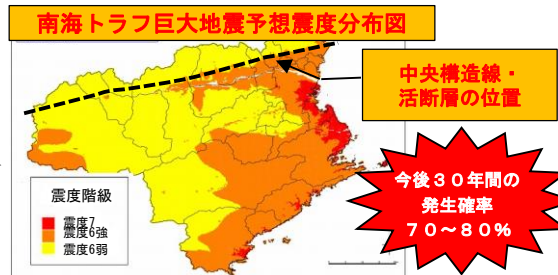 南海トラフ巨大地震予想震度分布図
中央構造線・
活断層の位置
今後３０年間の
発生確率
７０～８０％
震度階級
震度7
震度6強
震度6弱